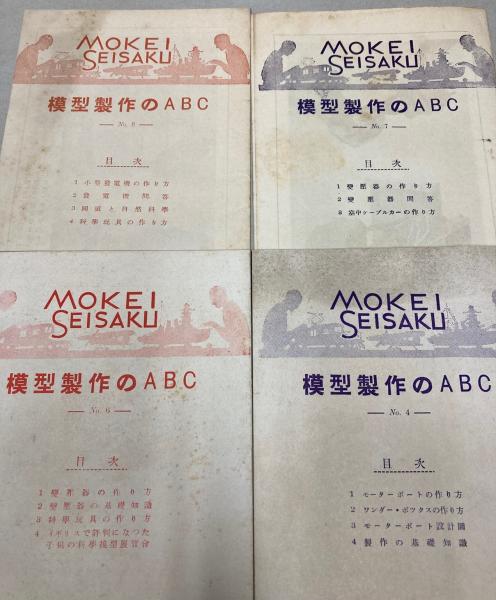 MOKEI
SEISAKU
模型製作のABC
No. 8
目次
1 小型發電機の作り方
2 發電機問答
3 國頭と自然科學
4 科學玩具の作り方
MOKEI
SEISAKU
模型製作のABC
No. 7
目次
1 變壓器の作り方
2 變壓器問答
3 空中ケーブルカーの作り方
MOKEI
SEISAKU
模型製作のABC
No. 6
目次
1 變壓器の作り方
2 變壓器の基礎知識
3 科學玩具の作り方
4 イギリスで評判になつた
子供の科學模型展覽會
MOKEI
SEISAKU
模型製作のABC
No. 4
目次
1 モーターボートの作り方
2 ワンダー・ボックスの作り方
3 モーターボート設計圖
4 製作の基礎知識